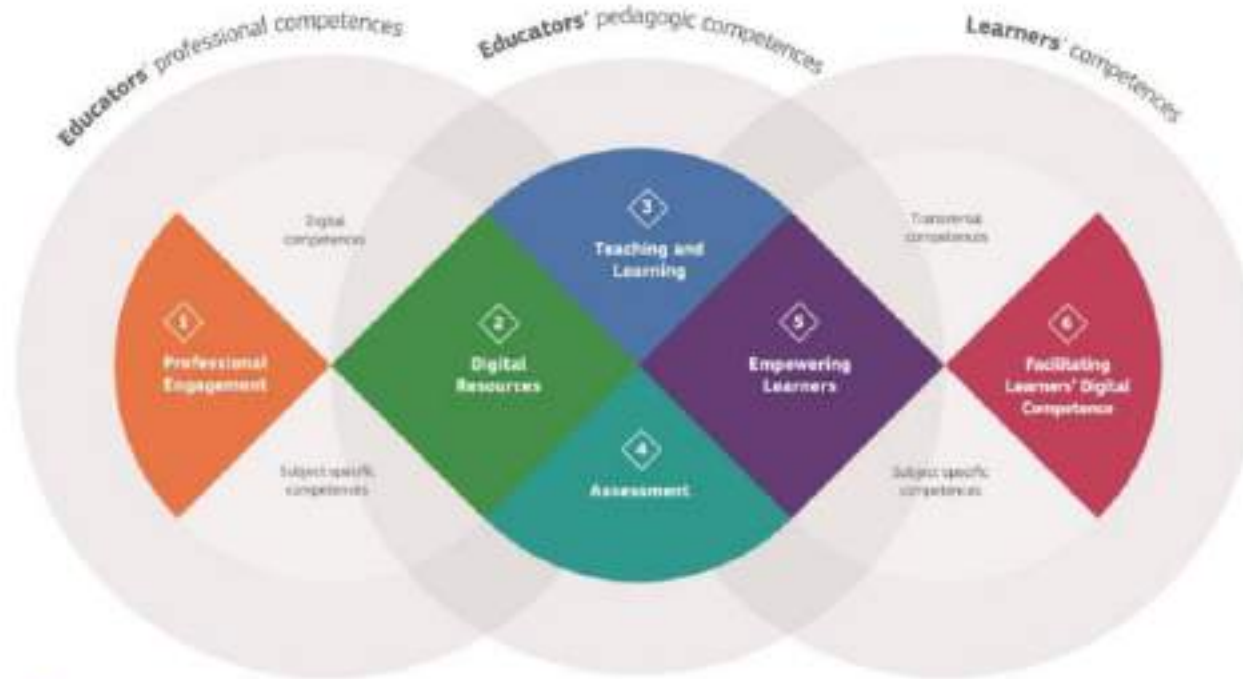 Educators' professional competences
Educators' pedagogic competences
Learners' competences
Digital
competences
Transversal
competences
3
Teaching and
Learning
1
Professional
Engagement
2
Digital
Resources
5
Empowering
Learners
6
Facilitating
Learners' Digital
Competence
4
Assessment
Subject specific
competences
Subject specific
competences